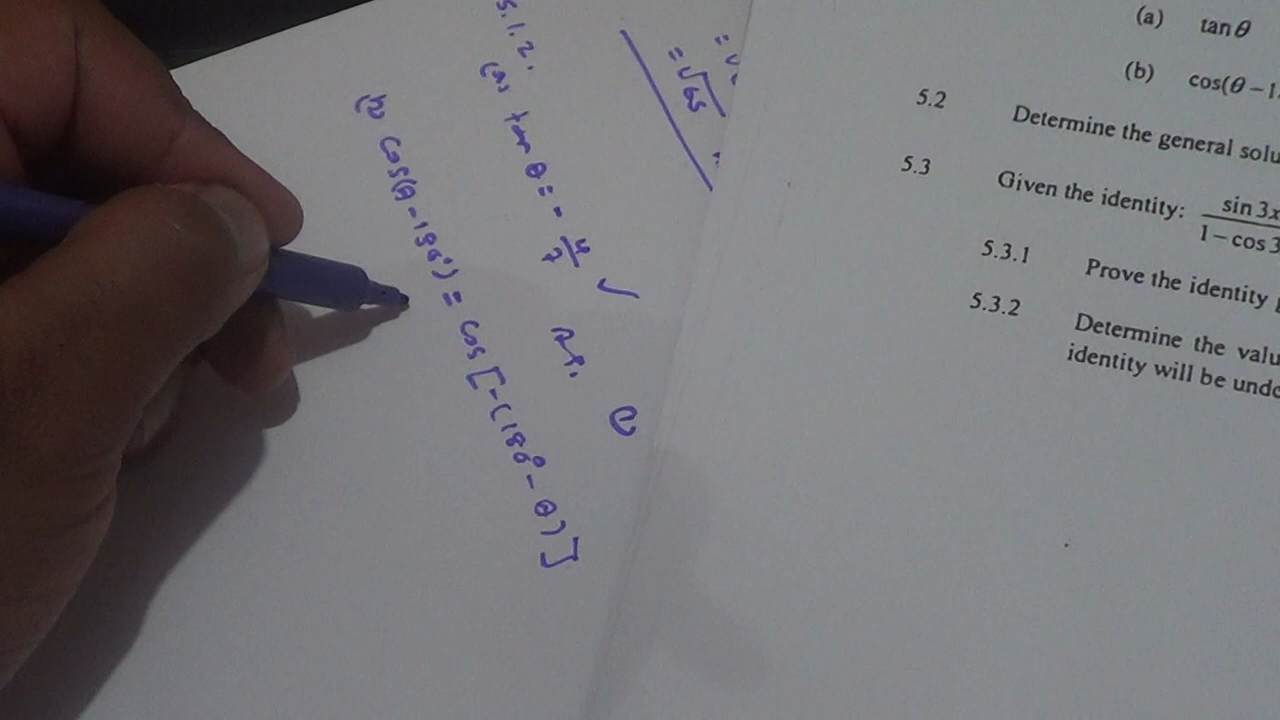 = √65
5.1.2.
(a) tan θ = - 4/7 ✓
(b) cos(θ - 180°) = cos[-(180° - θ)]
(a) tan θ
(b) cos(θ – 1
5.2 Determine the general solu
5.3 Given the identity: sin 3x / 1 – cos 3
5.3.1 Prove the identity
5.3.2 Determine the valu
identity will be unde